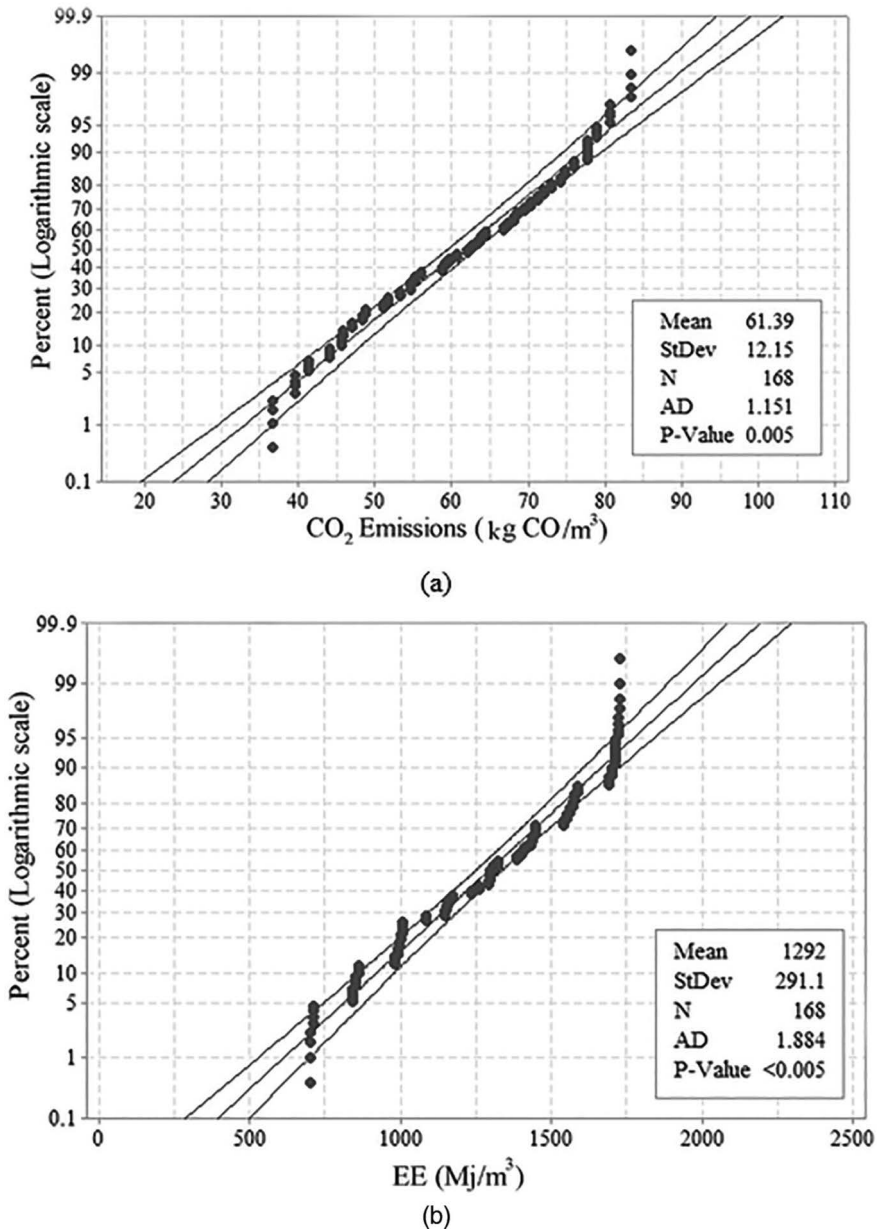 99.9
99
95
90
80
70
60
50
40
30
20
10
5
1
0.1
Percent (Logarithmic scale)
Mean 61.39
StDev 12.15
N 168
AD 1.151
P-Value 0.005
20 30 40 50 60 70 80 90 100 110
CO₂ Emissions ( kg CO/m³)
(a)
99.9
99
95
90
80
70
60
50
40
30
20
10
5
1
0.1
Percent (Logarithmic scale)
Mean 1292
StDev 291.1
N 168
AD 1.884
P-Value <0.005
0 500 1000 1500 2000 2500
EE (Mj/m³)
(b)